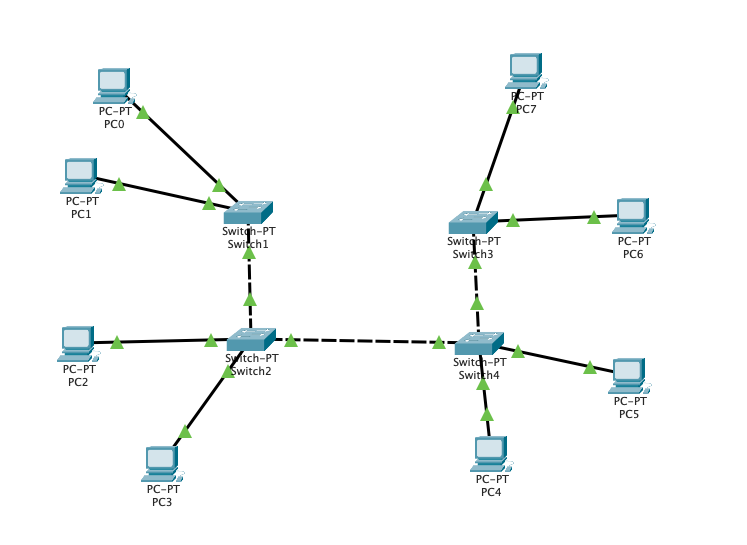 PC-PT
PC0
PC-PT
PC7
PC-PT
PC1
Switch-PT
Switch1
Switch-PT
Switch3
PC-PT
PC6
PC-PT
PC2
Switch-PT
Switch2
Switch-PT
Switch4
PC-PT
PC5
PC-PT
PC3
PC-PT
PC4